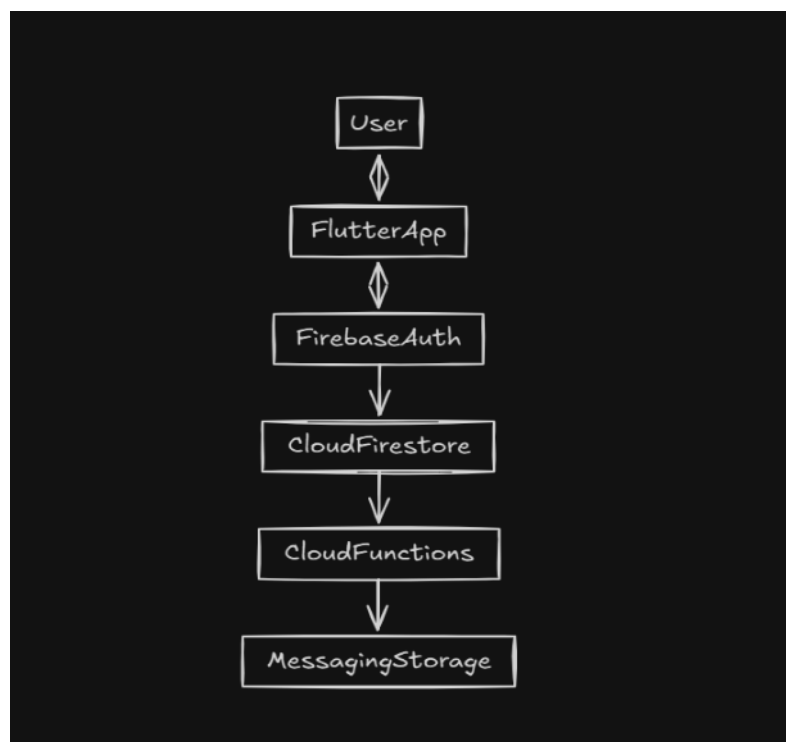 User
FlutterApp
FirebaseAuth
CloudFirestore
CloudFunctions
MessagingStorage